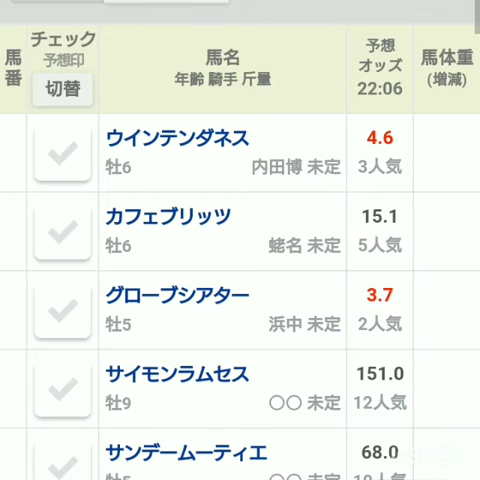 馬番
チェック
予想印
切替
馬名
年齢 騎手 斤量
予想
オッズ
22:06
馬体重
(増減)
ウインテンダネス
牡6 内田博 未定
4.6
3人気
カフェブリッツ
牡6 蛯名 未定
15.1
5人気
グローブシアター
牡5 浜中 未定
3.7
2人気
サイモンラムセス
牡9 〇〇 未定
151.0
12人気
サンデームーティエ
68.0